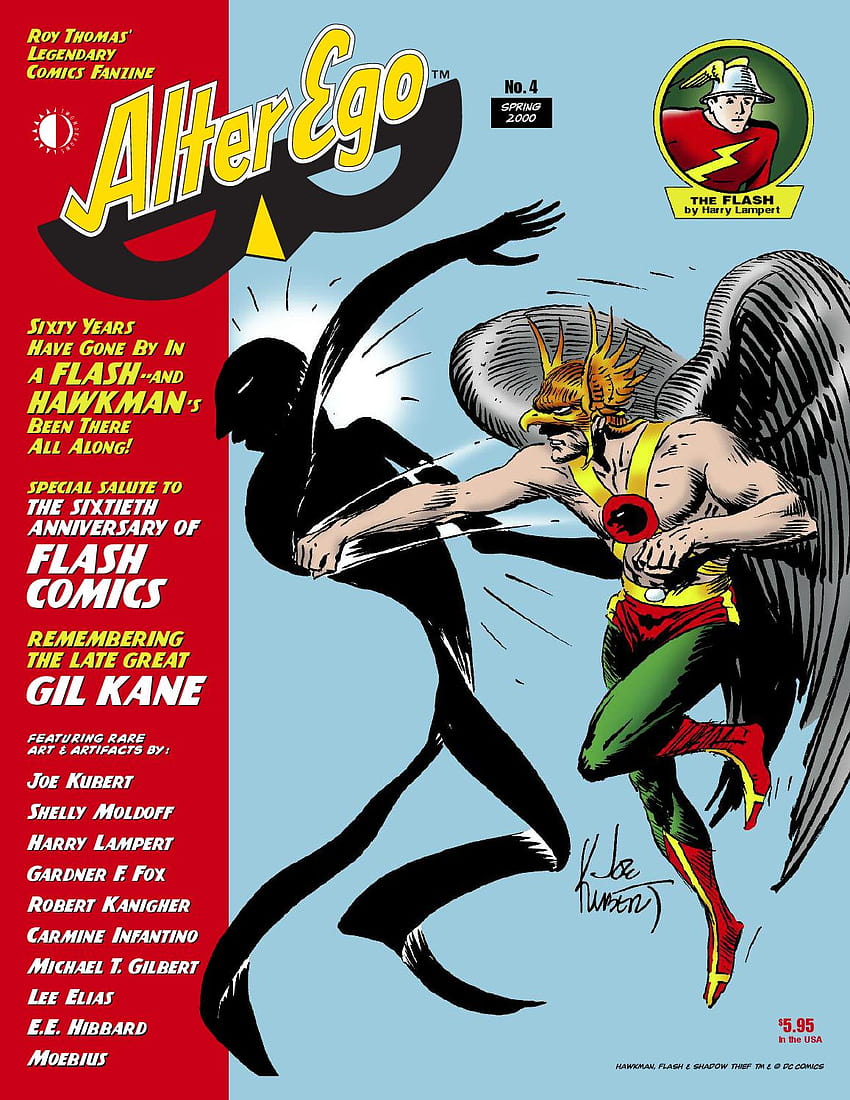 ROY THOMAS'
LEGENDARY
COMICS FANZINE
Alter Ego™
TWOMORROWS
No. 4
SPRING
2000
THE FLASH
by Harry Lampert
SIXTY YEARS
HAVE GONE BY IN
A FLASH--AND
HAWKMAN'S
BEEN THERE
ALL ALONG!
SPECIAL SALUTE TO
THE SIXTIETH
ANNIVERSARY OF
FLASH
COMICS
REMEMBERING
THE LATE GREAT
GIL KANE
FEATURING RARE
ART & ARTIFACTS BY:
JOE KUBERT
SHELLY MOLDOFF
HARRY LAMPERT
GARDNER F. FOX
ROBERT KANIGHER
CARMINE INFANTINO
MICHAEL T. GILBERT
LEE ELIAS
E.E. HIBBARD
MOEBIUS
JOE
KUBERT
$5.95
In the USA
HAWKMAN, FLASH & SHADOW THIEF TM & © DC COMICS